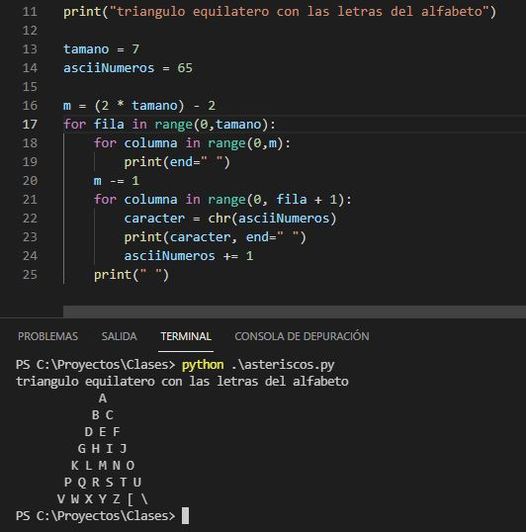 11 print("triangulo equilatero con las letras del alfabeto")
12
13 tamano = 7
14 asciiNumeros = 65
15
16 m = (2 * tamano) - 2
17 for fila in range(0,tamano):
18     for columna in range(0,m):
19         print(end=" ")
20     m -= 1
21     for columna in range(0, fila + 1):
22         caracter = chr(asciiNumeros)
23         print(caracter, end=" ")
24         asciiNumeros += 1
25     print(" ")
PROBLEMAS SALIDA TERMINAL CONSOLA DE DEPURACIÓN
PS C:\Proyectos\Clases> python .\asteriscos.py
triangulo equilatero con las letras del alfabeto
            A
           B C
          D E F
         G H I J
        K L M N O
       P Q R S T U
      V W X Y Z [ \
PS C:\Proyectos\Clases>